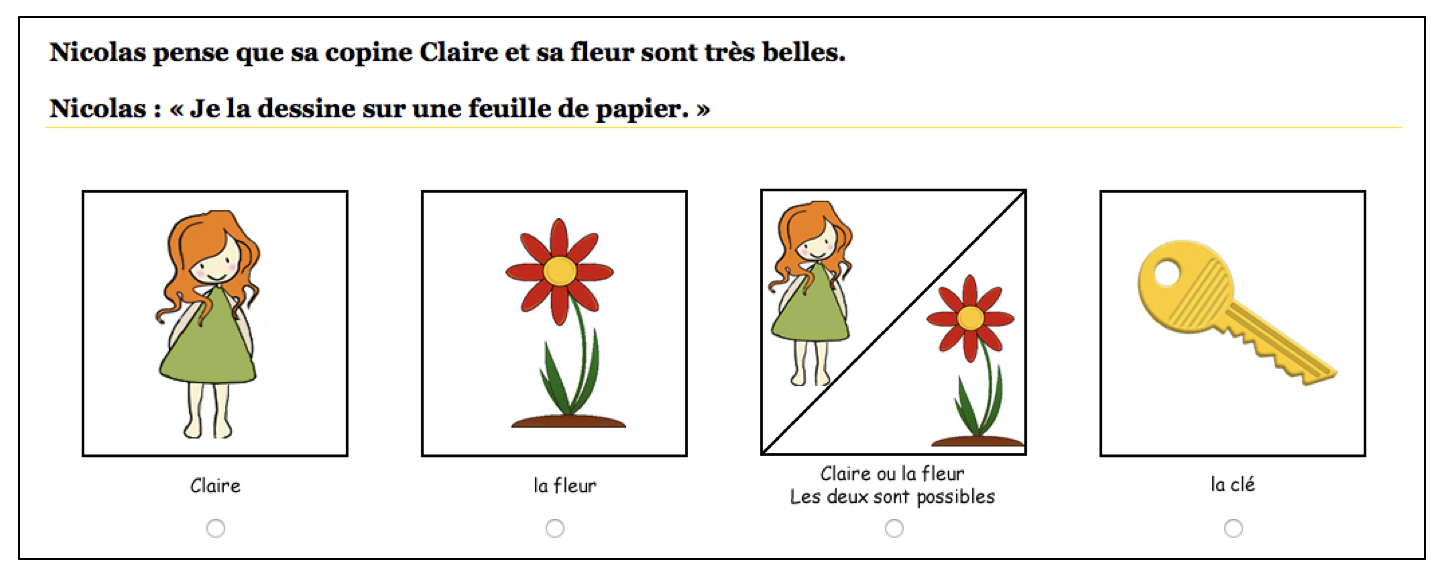 Nicolas pense que sa copine Claire et sa fleur sont très belles.
Nicolas : « Je la dessine sur une feuille de papier. »
Claire
la fleur
Claire ou la fleur
Les deux sont possibles
la clé